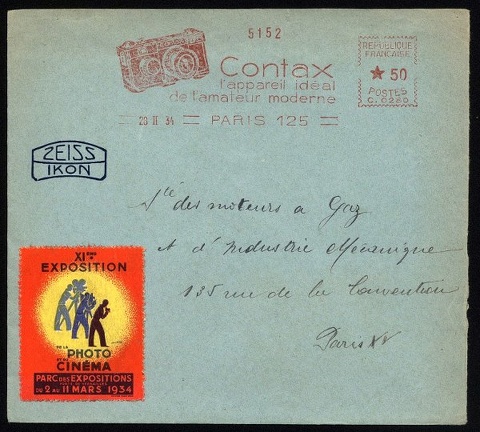 5152
Contax
l'appareil idéal
de l'amateur moderne
23 II 34 PARIS 125
REPUBLIQUE
FRANÇAISE
★ 50
POSTES
C. 0260
ZEISS
IKON
Sté des moteurs a Gaz
et d'Industrie Mécanique
135 rue de la Convention
Paris XV
XIème
EXPOSITION
DE LA
PHOTO
ET DU
CINÉMA
PARC DES EXPOSITIONS
DU 2 AU 11 MARS 1934